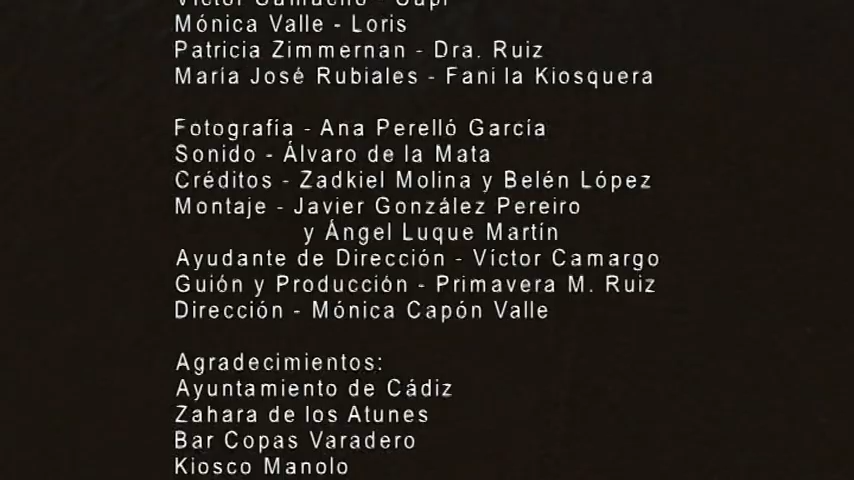 Mónica Valle - Loris
Patricia Zimmernan - Dra. Ruiz
María José Rubiales - Fani la Kiosquera
Fotografía - Ana Perelló García
Sonido - Álvaro de la Mata
Créditos - Zadkiel Molina y Belén López
Montaje - Javier González Pereiro
y Ángel Luque Martín
Ayudante de Dirección - Víctor Camargo
Guión y Producción - Primavera M. Ruiz
Dirección - Mónica Capón Valle
Agradecimientos:
Ayuntamiento de Cádiz
Zahara de los Atunes
Bar Copas Varadero
Kiosco Manolo